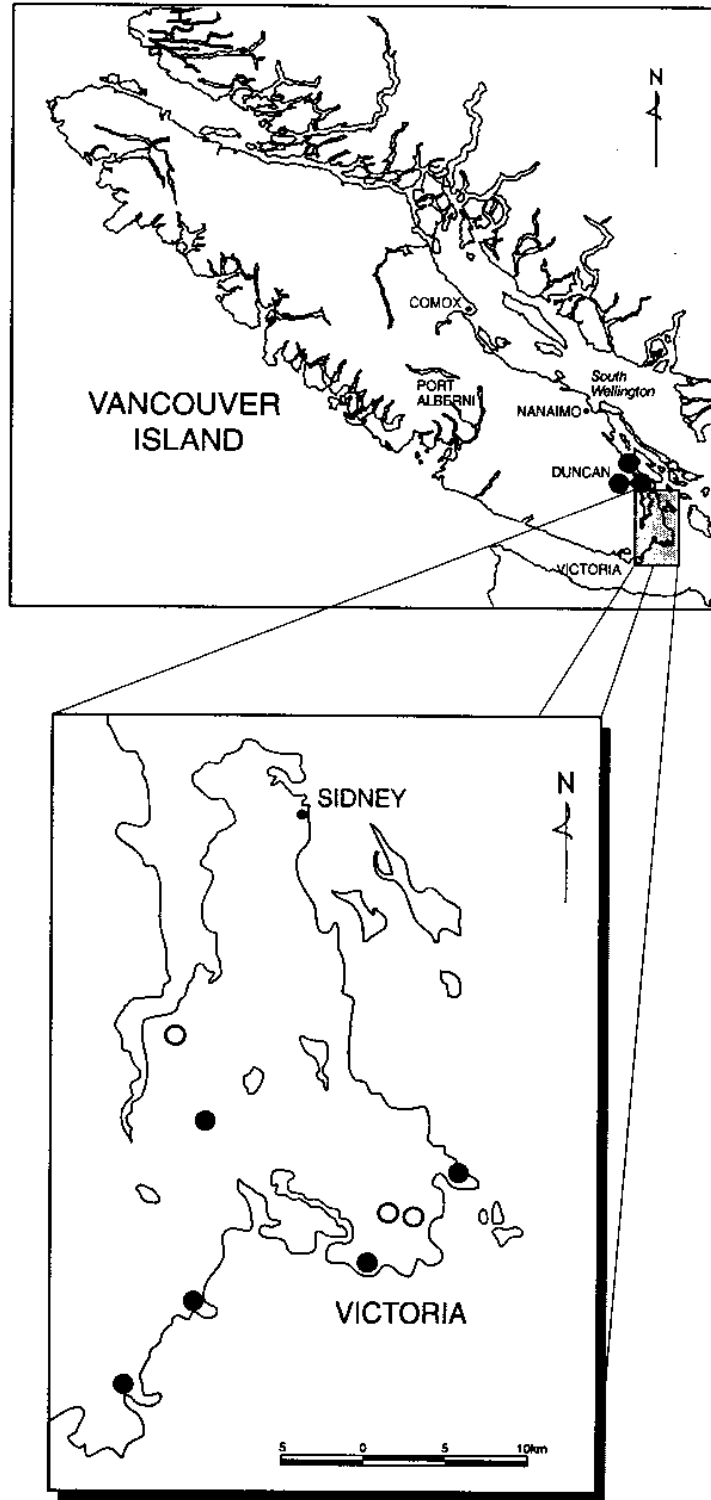 N
COMOX
PORT
ALBERNI
South
Wellington
NANAIMO
VANCOUVER
ISLAND
DUNCAN
VICTORIA
N
SIDNEY
VICTORIA
5 0 5 10km